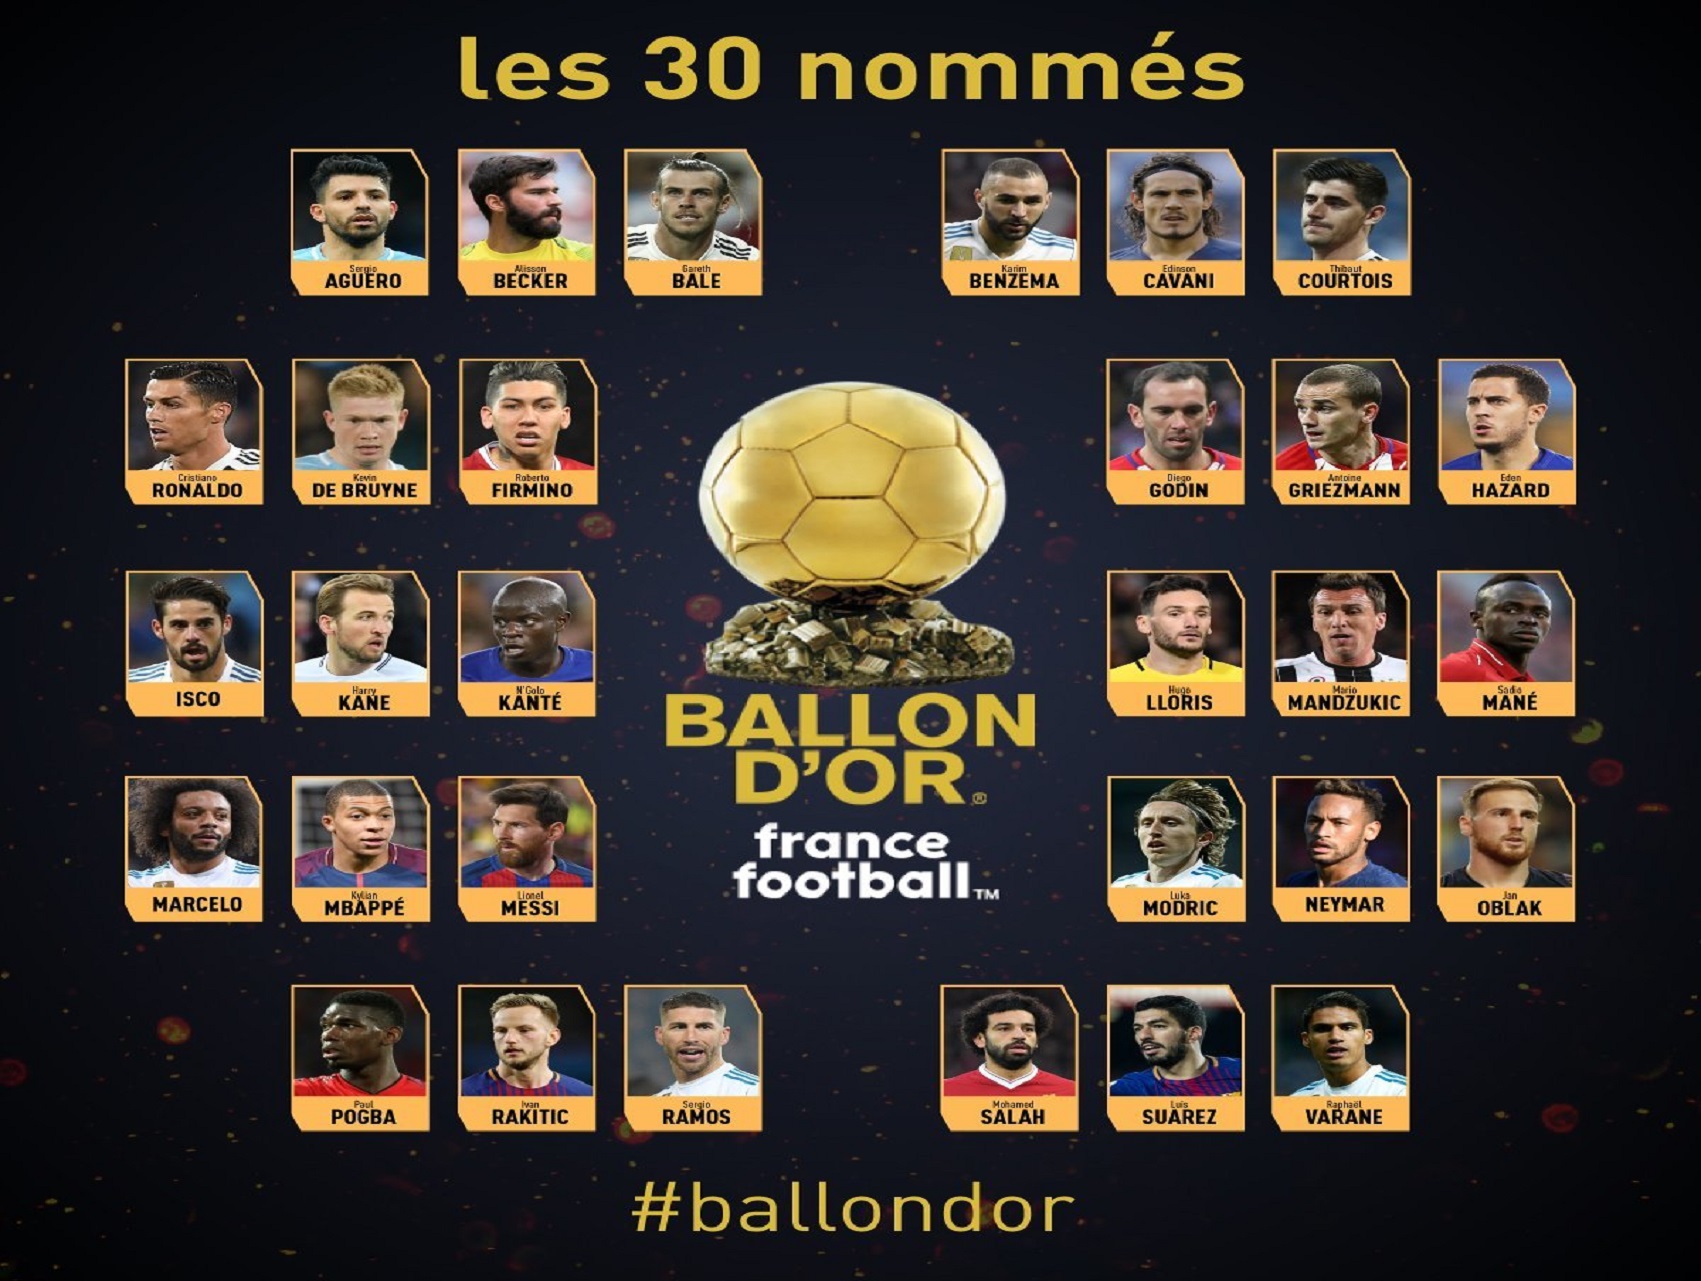 les 30 nommés
Sergio
AGUERO
Alisson
BECKER
Gareth
BALE
Karim
BENZEMA
Edinson
CAVANI
Thibaut
COURTOIS
Cristiano
RONALDO
Kevin
DE BRUYNE
Roberto
FIRMINO
Diego
GODIN
Antoine
GRIEZMANN
Eden
HAZARD
ISCO
Harry
KANE
N'Golo
KANTÉ
Hugo
LLORIS
Mario
MANDZUKIC
Sadio
MANÉ
MARCELO
Kylian
MBAPPÉ
Lionel
MESSI
BALLON
D'OR®
france
football™
Luka
MODRIC
NEYMAR
Jan
OBLAK
Paul
POGBA
Ivan
RAKITIC
Sergio
RAMOS
Mohamed
SALAH
Luis
SUAREZ
Raphaël
VARANE
#ballondor